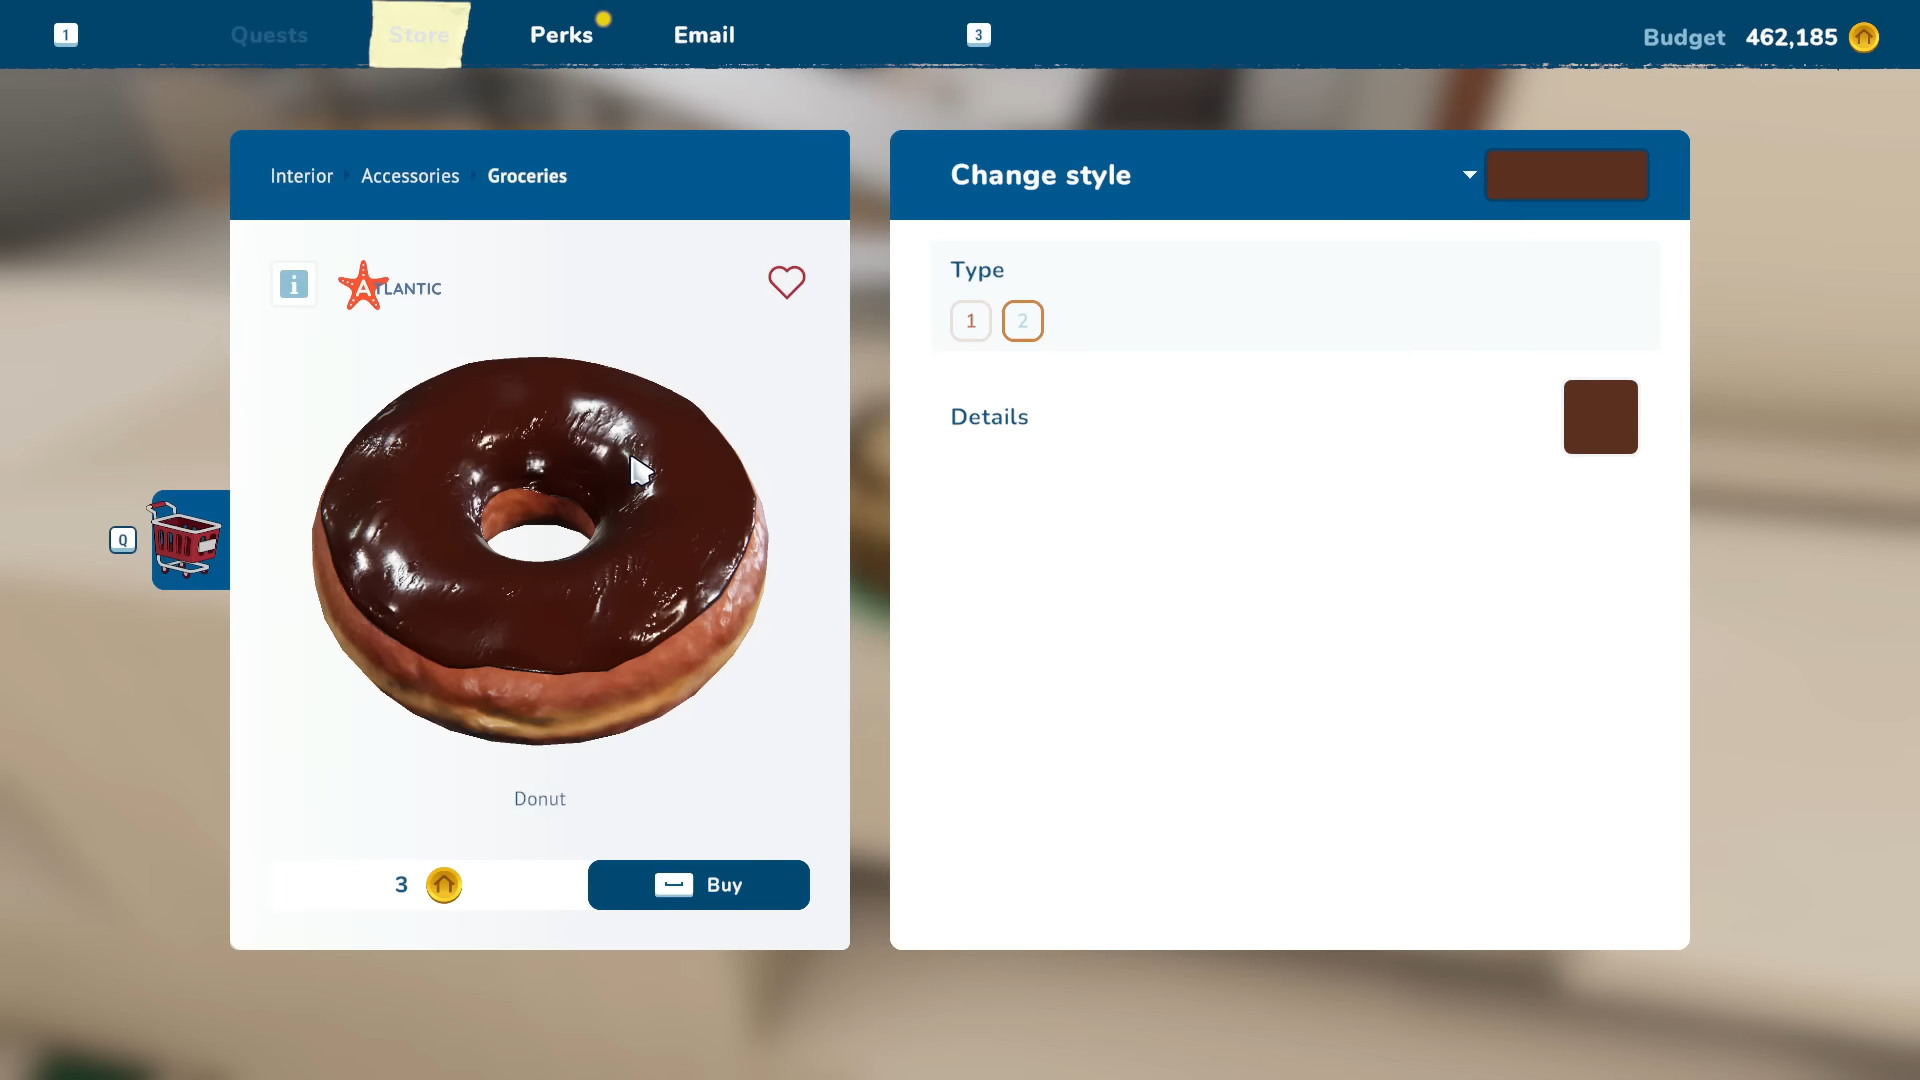 1
Quests
Store
Perks
Email
3
Budget 462,185
Interior Accessories Groceries
i
ATLANTIC
Donut
3
Buy
Q
Change style
Type
1 2
Details